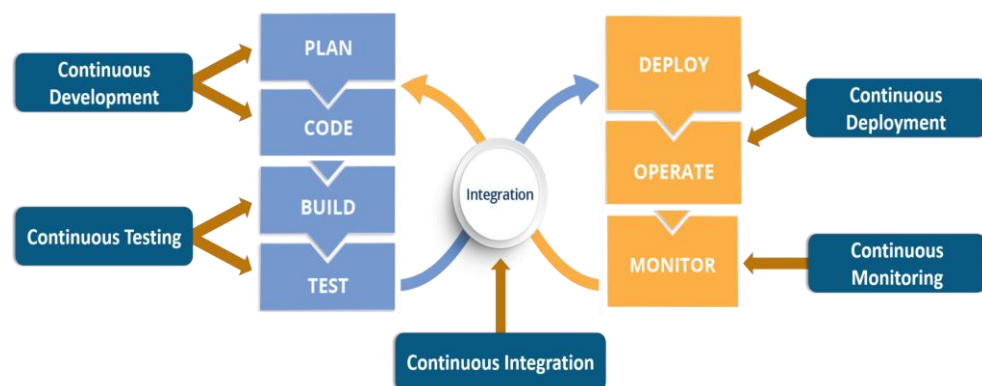 PLAN
Continuous
Development
CODE
BUILD
Continuous Testing
TEST
Integration
Continuous Integration
DEPLOY
Continuous
Deployment
OPERATE
MONITOR
Continuous
Monitoring